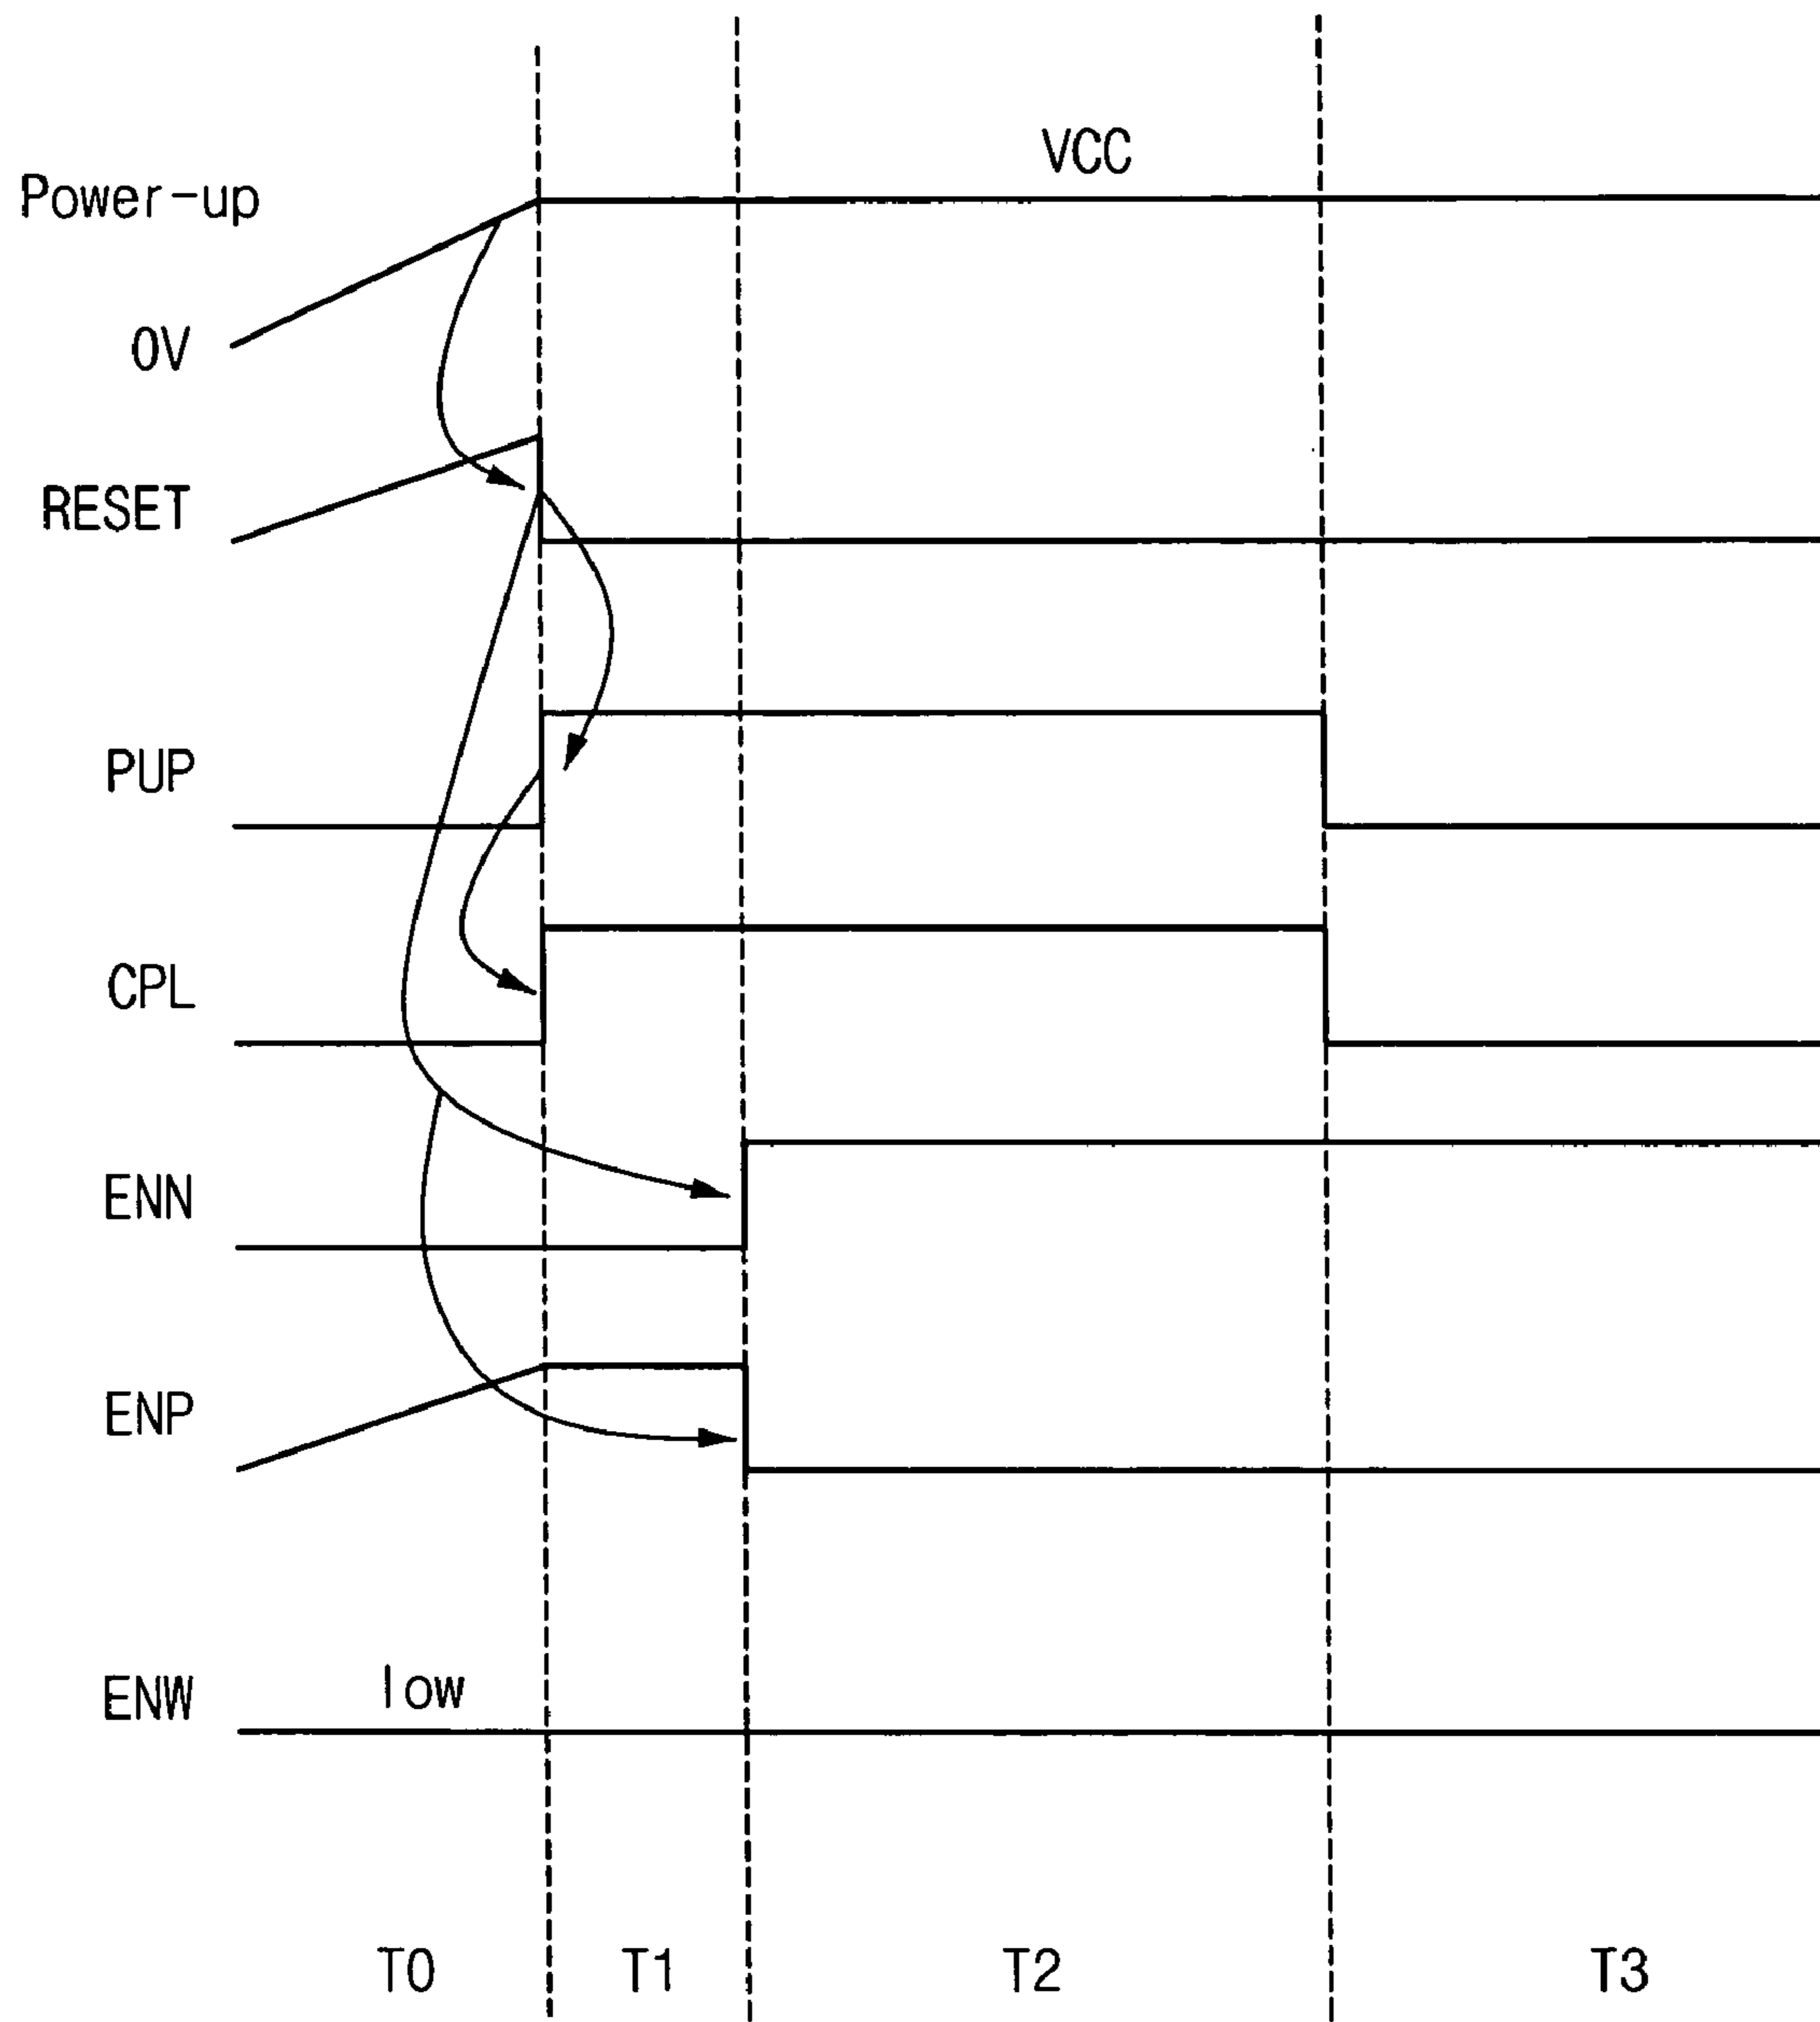 VCC
Power-up
0V
RESET
PUP
CPL
ENN
ENP
ENW low
T0 T1 T2 T3